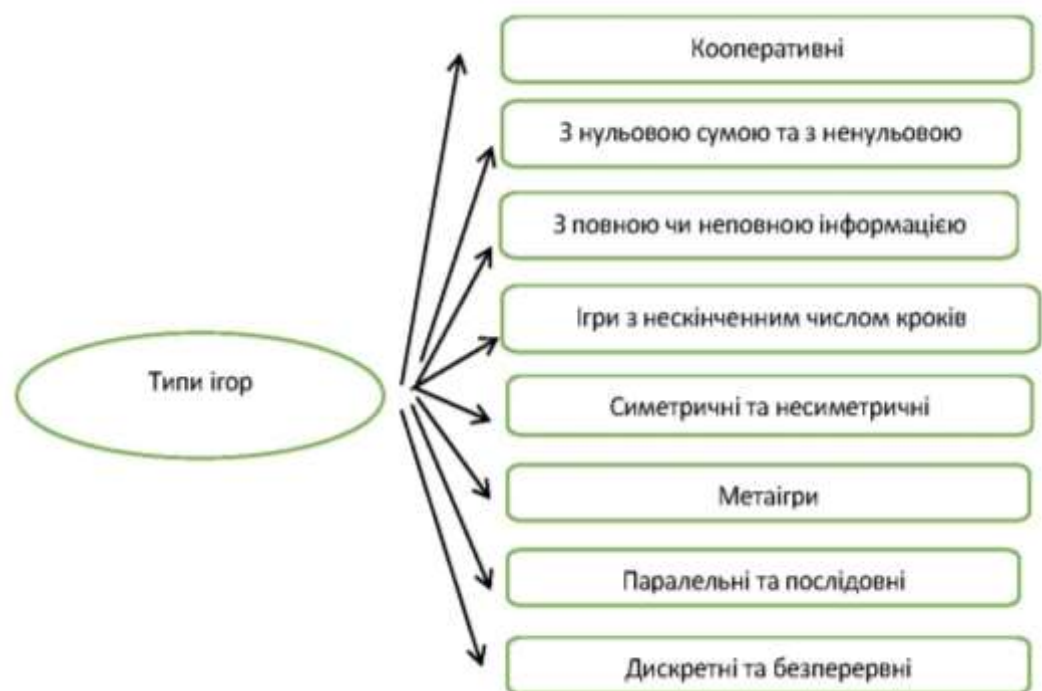 Кооперативні
З нульовою сумою та з ненульовою
З повною чи неповною інформацією
Ігри з нескінченним числом кроків
Типи ігор
Симетричні та несиметричні
Метаігри
Паралельні та послідовні
Дискретні та безперервні